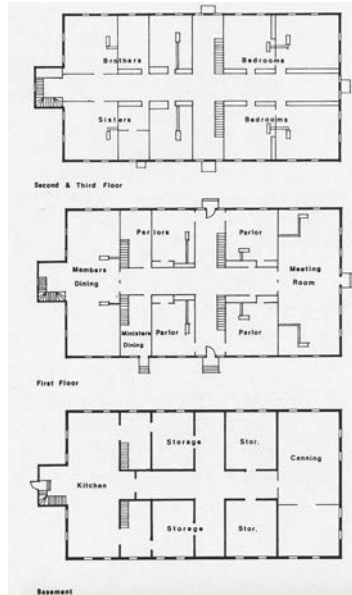 Brothers
Bedrooms
Sisters
Bedrooms
Second & Third Floor
Parlors
Parlor
Members
Dining
Meeting
Room
Ministers
Dining
Parlor
Parlor
First Floor
Storage
Stor.
Canning
Kitchen
Storage
Stor.
Basement